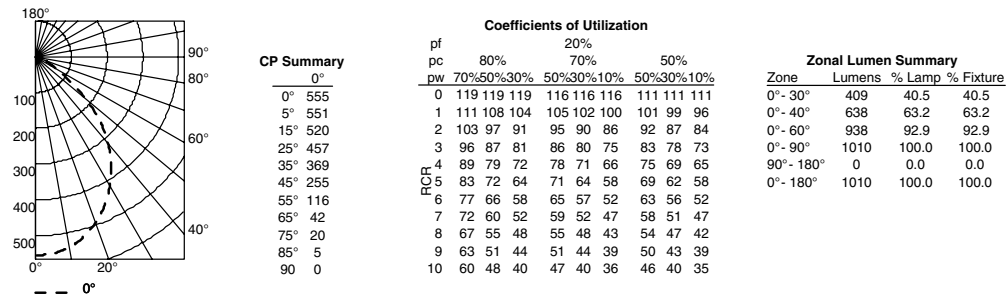 180°
90°
80°
60°
40°
100
200
300
400
500
0° 20°
0°
CP Summary
0°
0° 555
5° 551
15° 520
25° 457
35° 369
45° 255
55° 116
65° 42
75° 20
85° 5
90 0
Coefficients of Utilization
pf 20%
pc 80% 70% 50%
pw 70%50%30% 50%30%10% 50%30%10%
RCR
0 119 119 119 116 116 116 111 111 111
1 111 108 104 105 102 100 101 99 96
2 103 97 91 95 90 86 92 87 84
3 96 87 81 86 80 75 83 78 73
4 89 79 72 78 71 66 75 69 65
5 83 72 64 71 64 58 69 62 58
6 77 66 58 65 57 52 63 56 52
7 72 60 52 59 52 47 58 51 47
8 67 55 48 55 48 43 54 47 42
9 63 51 44 51 44 39 50 43 39
10 60 48 40 47 40 36 46 40 35
Zonal Lumen Summary
Zone Lumens % Lamp % Fixture
0°- 30° 409 40.5 40.5
0°- 40° 638 63.2 63.2
0°- 60° 938 92.9 92.9
0°- 90° 1010 100.0 100.0
90°- 180° 0 0.0 0.0
0°- 180° 1010 100.0 100.0